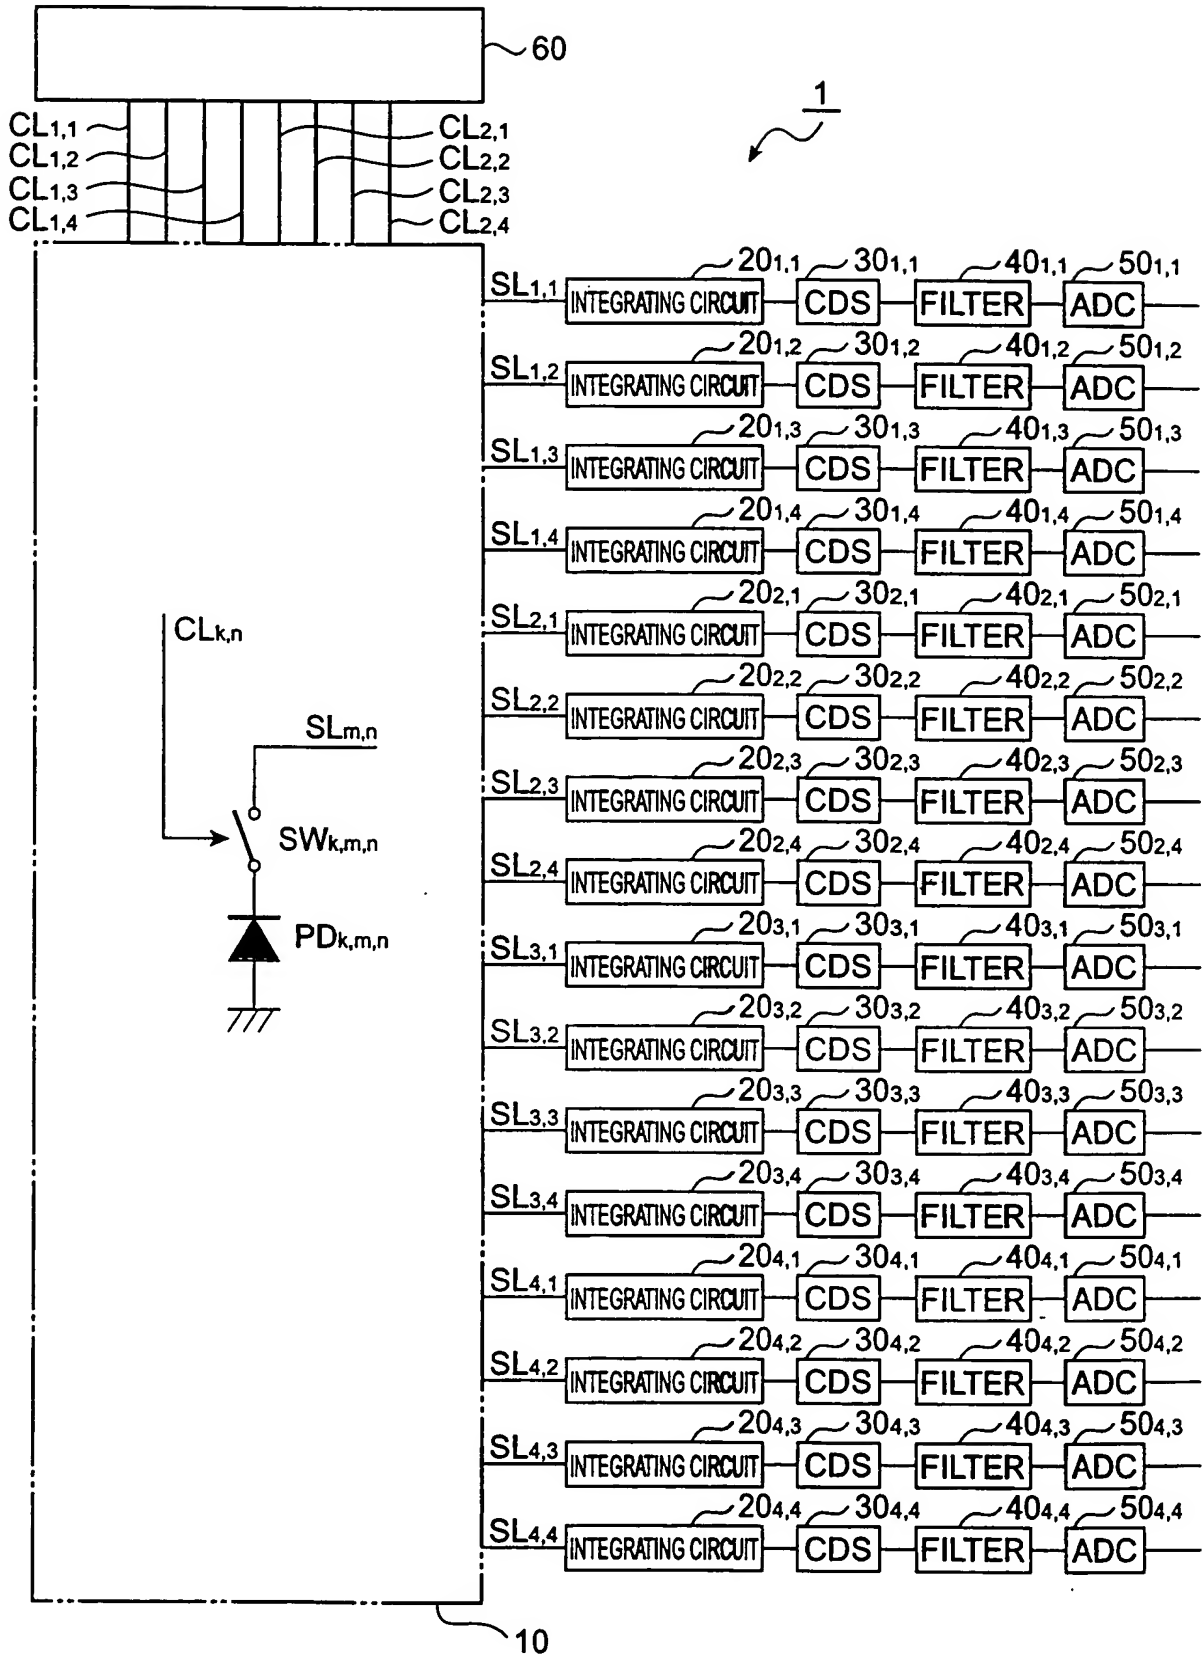 60
1
CL1,1
CL1,2
CL1,3
CL1,4
CL2,1
CL2,2
CL2,3
CL2,4
SL1,1 INTEGRATING CIRCUIT 201,1 CDS 301,1 FILTER 401,1 ADC 501,1
SL1,2 INTEGRATING CIRCUIT 201,2 CDS 301,2 FILTER 401,2 ADC 501,2
SL1,3 INTEGRATING CIRCUIT 201,3 CDS 301,3 FILTER 401,3 ADC 501,3
SL1,4 INTEGRATING CIRCUIT 201,4 CDS 301,4 FILTER 401,4 ADC 501,4
SL2,1 INTEGRATING CIRCUIT 202,1 CDS 302,1 FILTER 402,1 ADC 502,1
SL2,2 INTEGRATING CIRCUIT 202,2 CDS 302,2 FILTER 402,2 ADC 502,2
SL2,3 INTEGRATING CIRCUIT 202,3 CDS 302,3 FILTER 402,3 ADC 502,3
SL2,4 INTEGRATING CIRCUIT 202,4 CDS 302,4 FILTER 402,4 ADC 502,4
SL3,1 INTEGRATING CIRCUIT 203,1 CDS 303,1 FILTER 403,1 ADC 503,1
SL3,2 INTEGRATING CIRCUIT 203,2 CDS 303,2 FILTER 403,2 ADC 503,2
SL3,3 INTEGRATING CIRCUIT 203,3 CDS 303,3 FILTER 403,3 ADC 503,3
SL3,4 INTEGRATING CIRCUIT 203,4 CDS 303,4 FILTER 403,4 ADC 503,4
SL4,1 INTEGRATING CIRCUIT 204,1 CDS 304,1 FILTER 404,1 ADC 504,1
SL4,2 INTEGRATING CIRCUIT 204,2 CDS 304,2 FILTER 404,2 ADC 504,2
SL4,3 INTEGRATING CIRCUIT 204,3 CDS 304,3 FILTER 404,3 ADC 504,3
SL4,4 INTEGRATING CIRCUIT 204,4 CDS 304,4 FILTER 404,4 ADC 504,4
CLk,n
SLm,n
SWk,m,n
PDk,m,n
10